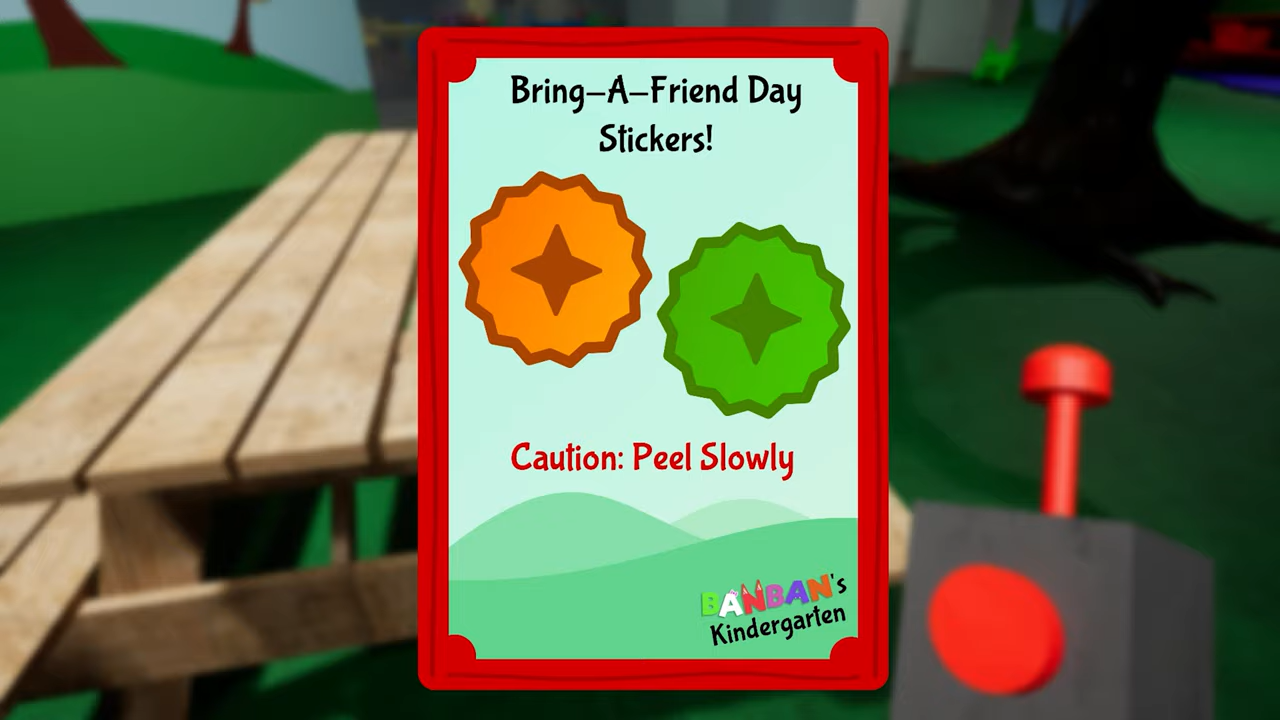 Bring-A-Friend Day
Stickers!
Caution: Peel Slowly
BANBAN's
Kindergarten